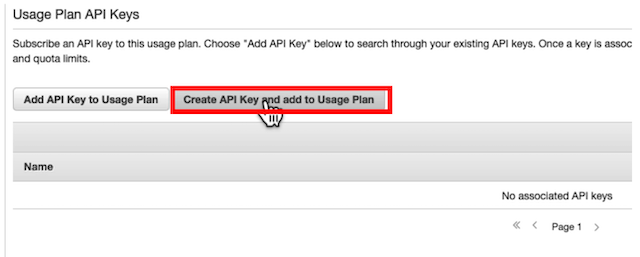 Usage Plan API Keys
Subscribe an API key to this usage plan. Choose "Add API Key" below to search through your existing API keys. Once a key is assoc
and quota limits.
Add API Key to Usage Plan
Create API Key and add to Usage Plan
Name
No associated API keys
Page 1